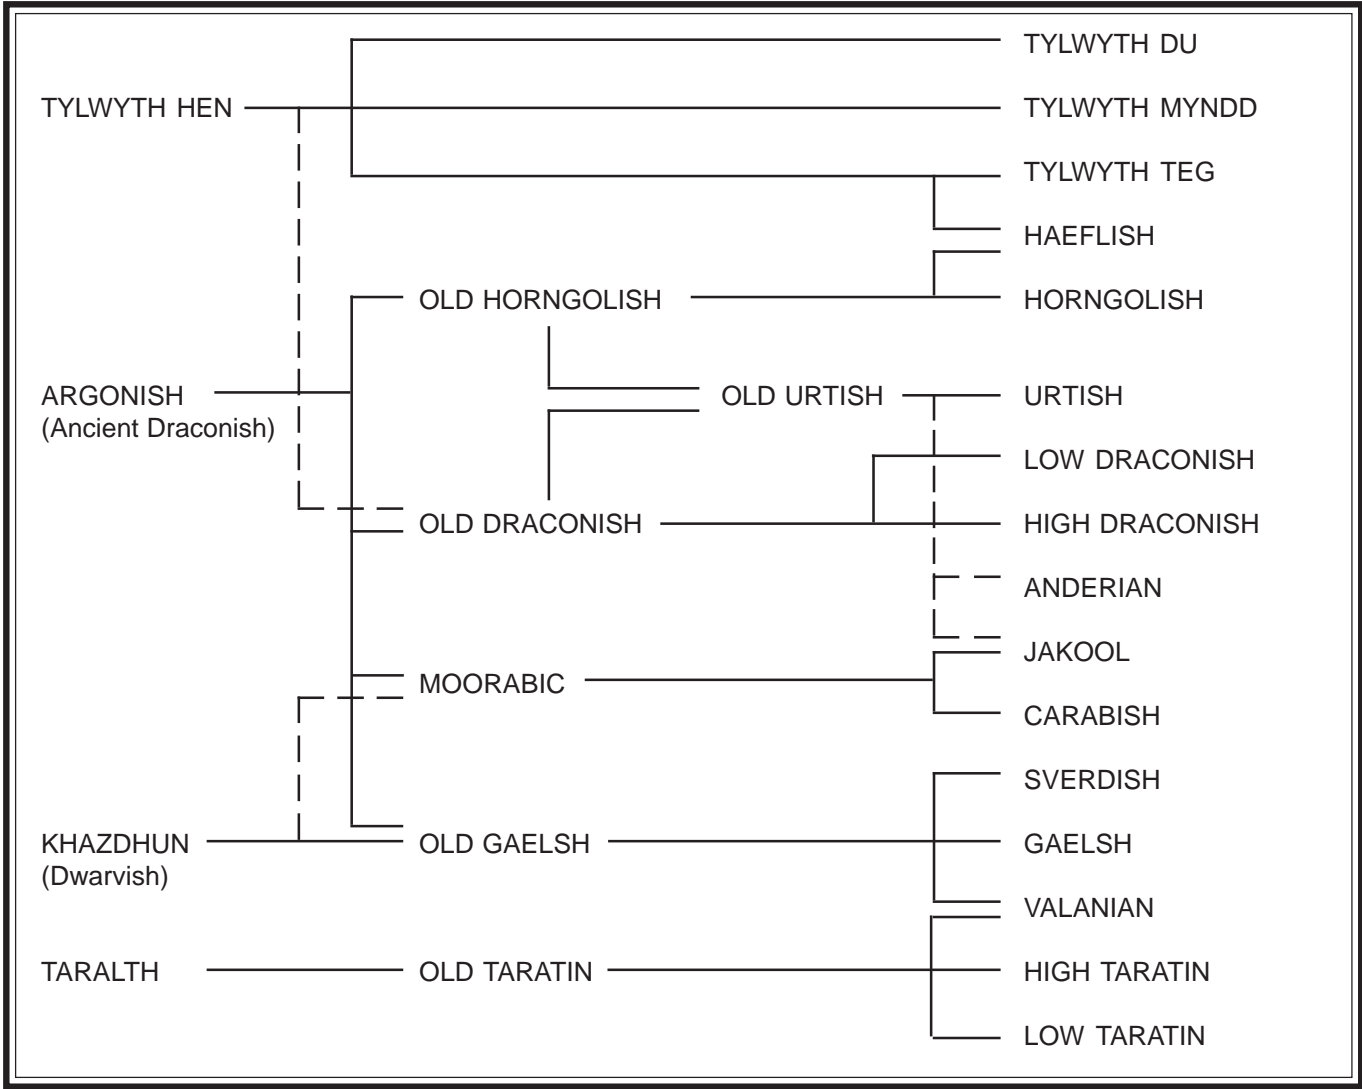 TYLWYTH DU
TYLWYTH HEN
TYLWYTH MYNDD
TYLWYTH TEG
HAEFLISH
OLD HORNGOLISH
HORNGOLISH
ARGONISH
(Ancient Draconish)
OLD URTISH
URTISH
LOW DRACONISH
OLD DRACONISH
HIGH DRACONISH
ANDERIAN
JAKOOL
MOORABIC
CARABISH
SVERDISH
KHAZDHUN
(Dwarvish)
OLD GAELSH
GAELSH
VALANIAN
TARALTH
OLD TARATIN
HIGH TARATIN
LOW TARATIN